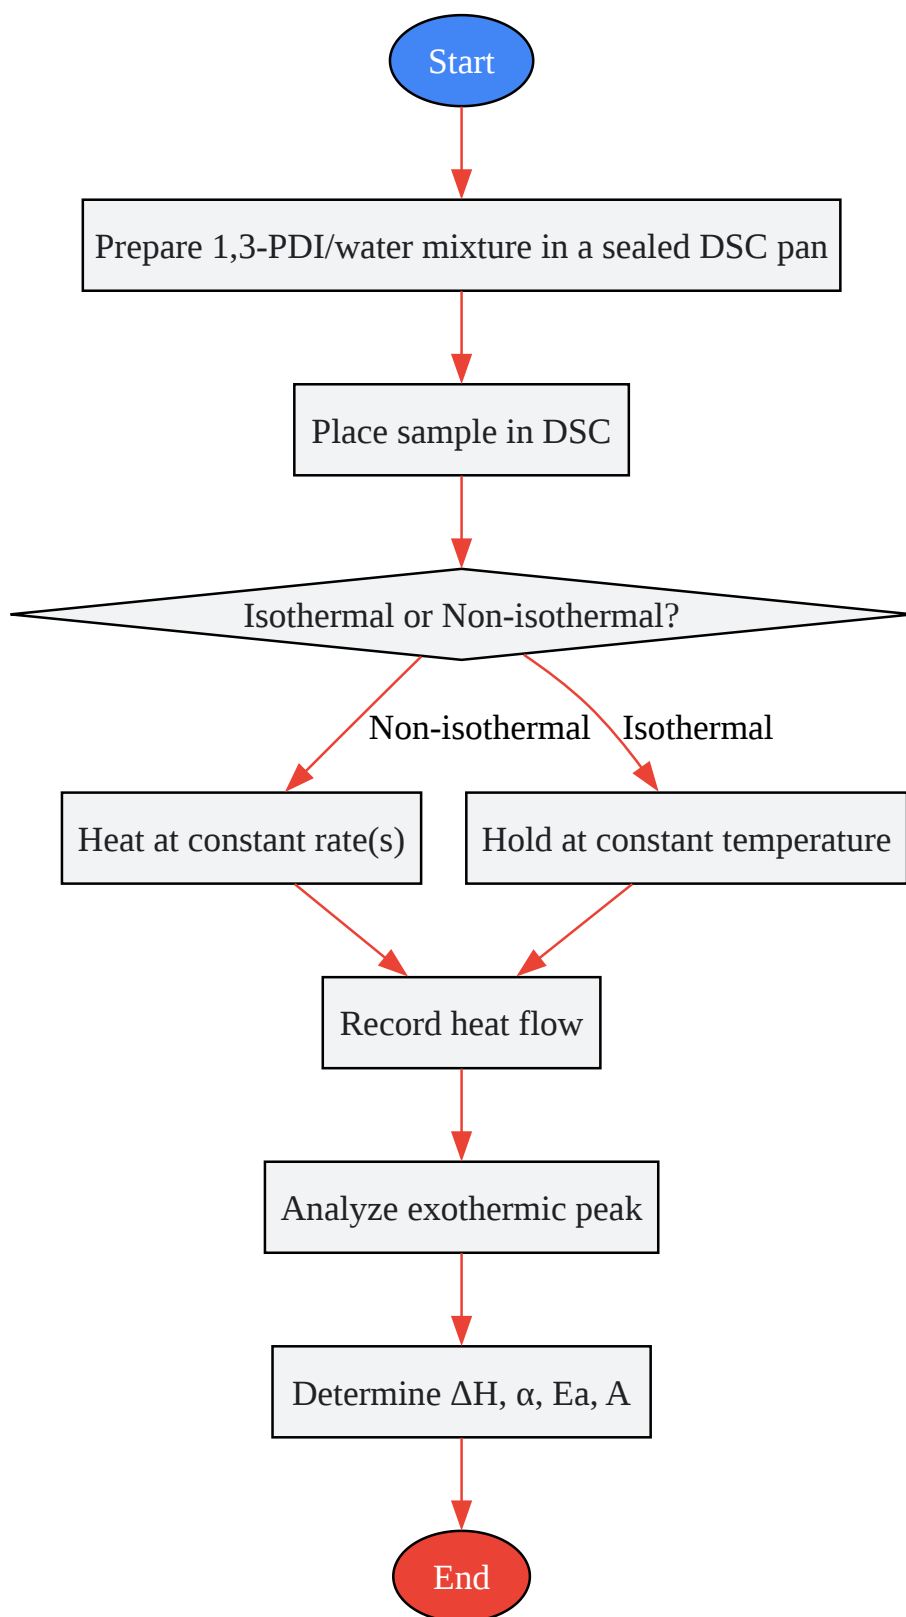 Start
Prepare 1,3-PDI/water mixture in a sealed DSC pan
Place sample in DSC
Isothermal or Non-isothermal?
Non-isothermal
Isothermal
Heat at constant rate(s)
Hold at constant temperature
Record heat flow
Analyze exothermic peak
Determine ΔH, α, Ea, A
End